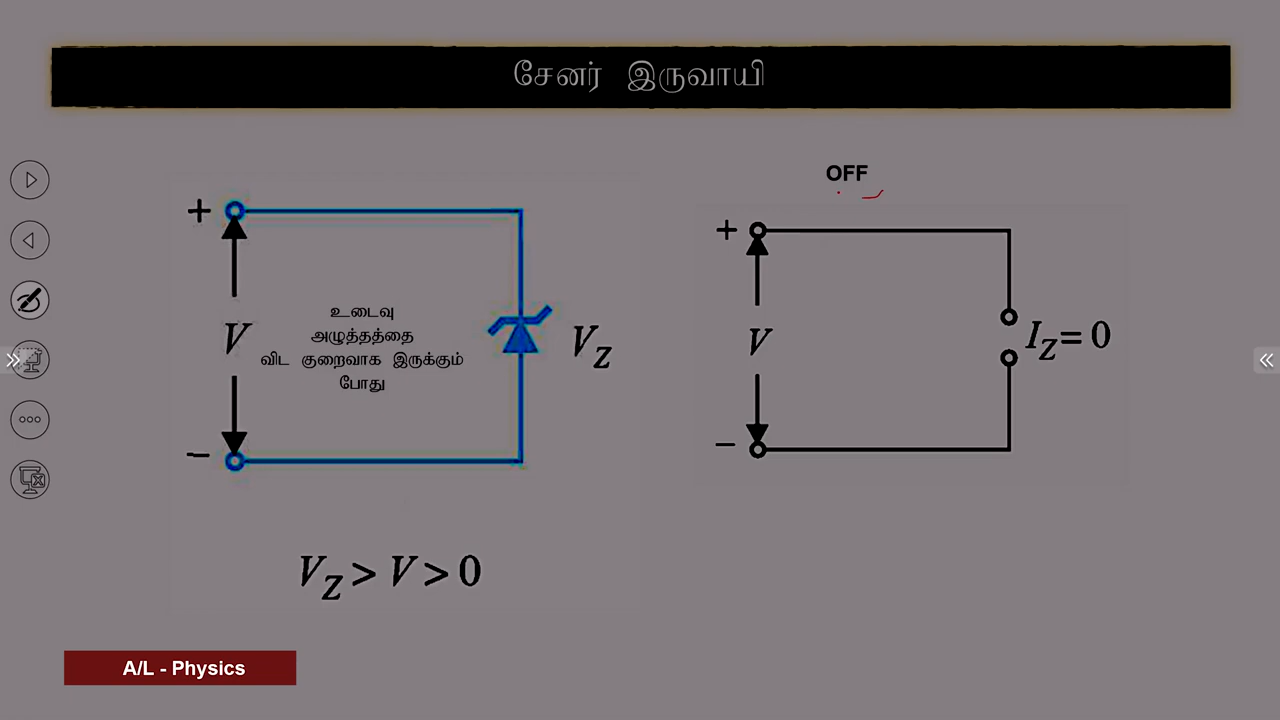 சேனர் இருவாயி
OFF
+
+
உடைவு
அழுத்தத்தை
விட குறைவாக இருக்கும்
போது
V
V_Z
V
I_Z = 0
−
−
V_Z > V > 0
A/L - Physics